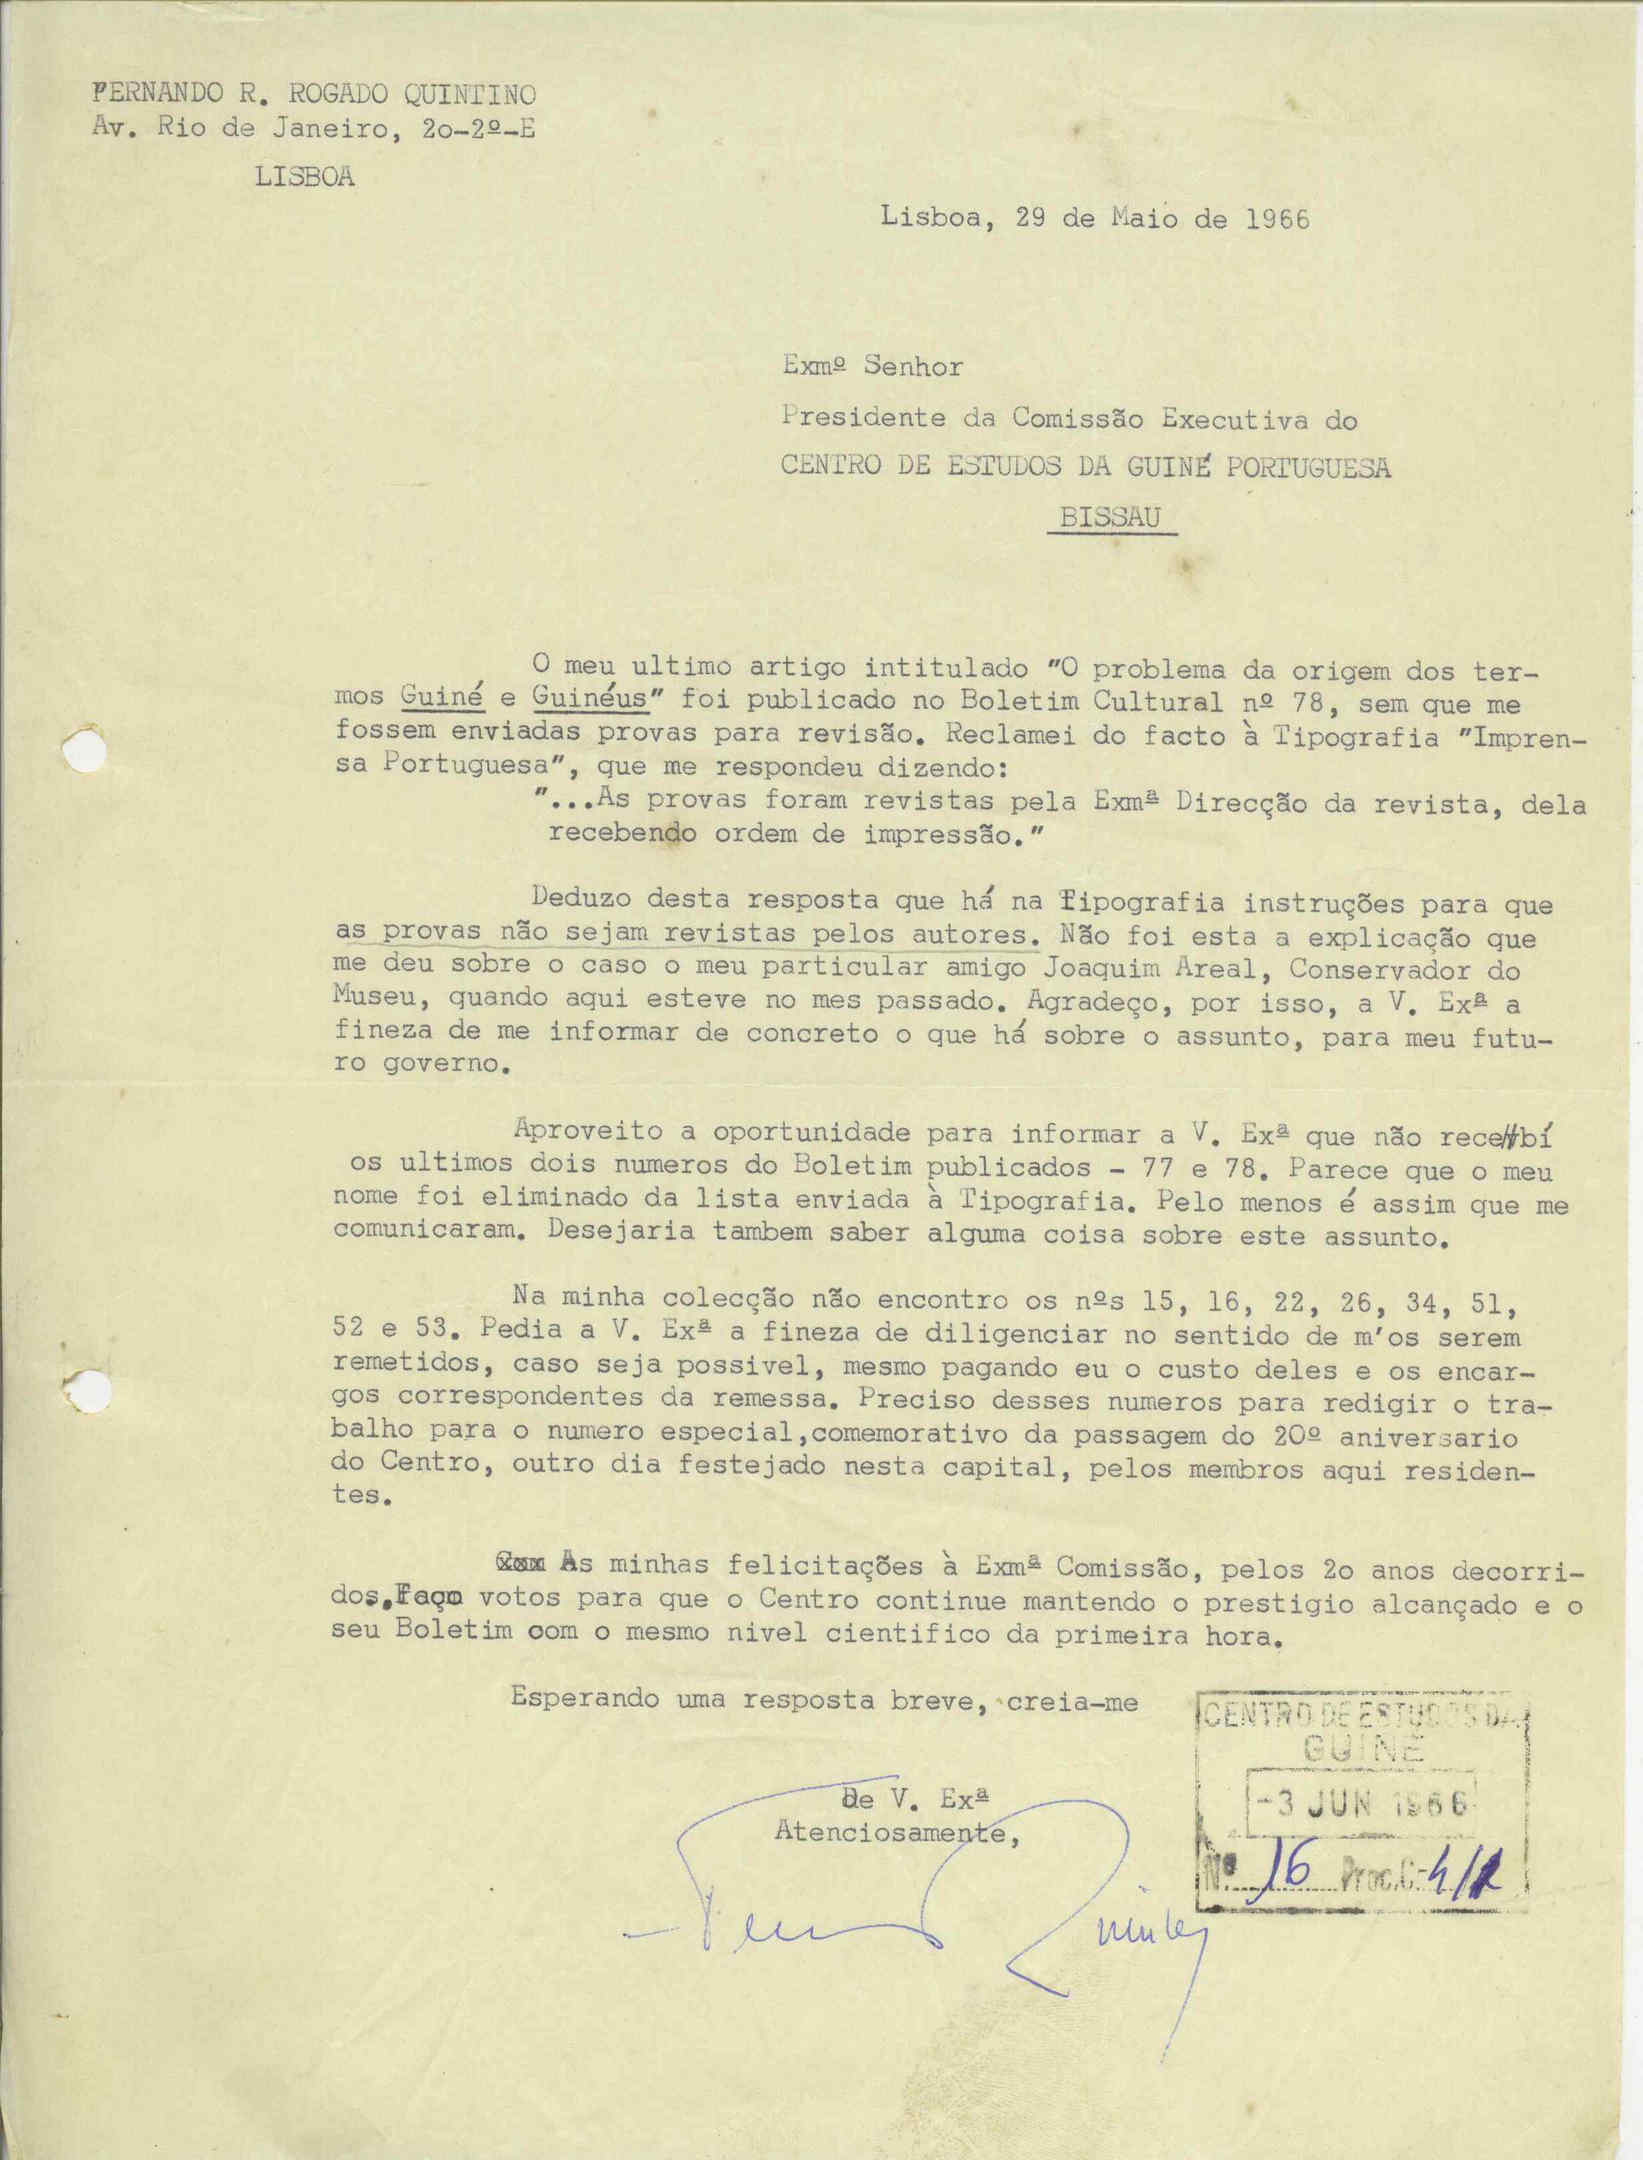 FERNANDO R. ROGADO QUINTINO
Av. Rio de Janeiro, 2o-2º-E
LISBOA
Lisboa, 29 de Maio de 1966
Exmº Senhor
Presidente da Comissão Executiva do
CENTRO DE ESTUDOS DA GUINÉ PORTUGUESA
BISSAU
O meu ultimo artigo intitulado "O problema da origem dos ter-
mos Guiné e Guinéus" foi publicado no Boletim Cultural nº 78, sem que me
fossem enviadas provas para revisão. Reclamei do facto à Tipografia "Impren-
sa Portuguesa", que me respondeu dizendo:
"...As provas foram revistas pela Exmª Direcção da revista, dela
recebendo ordem de impressão."
Deduzo desta resposta que há na Tipografia instruções para que
as provas não sejam revistas pelos autores. Não foi esta a explicação que
me deu sobre o caso o meu particular amigo Joaquim Areal, Conservador do
Museu, quando aqui esteve no mes passado. Agradeço, por isso, a V. Exª a
fineza de me informar de concreto o que há sobre o assunto, para meu futu-
ro governo.
Aproveito a oportunidade para informar a V. Exª que não recebí
os ultimos dois numeros do Boletim publicados - 77 e 78. Parece que o meu
nome foi eliminado da lista enviada à Tipografia. Pelo menos é assim que me
comunicaram. Desejaria tambem saber alguma coisa sobre este assunto.
Na minha colecção não encontro os nºs 15, 16, 22, 26, 34, 51,
52 e 53. Pedia a V. Exª a fineza de diligenciar no sentido de m'os serem
remetidos, caso seja possivel, mesmo pagando eu o custo deles e os encar-
gos correspondentes da remessa. Preciso desses numeros para redigir o tra-
balho para o numero especial,comemorativo da passagem do 20º aniversario
do Centro, outro dia festejado nesta capital, pelos membros aqui residen-
tes.
As minhas felicitações à Exmª Comissão, pelos 2o anos decorri-
dos.Faço votos para que o Centro continue mantendo o prestigio alcançado e o
seu Boletim com o mesmo nivel cientifico da primeira hora.
Esperando uma resposta breve, creia-me
De V. Exª
Atenciosamente,
CENTRO DE ESTUDOS DA
GUINÉ
-3 JUN 1966
Nº 16 Proc.